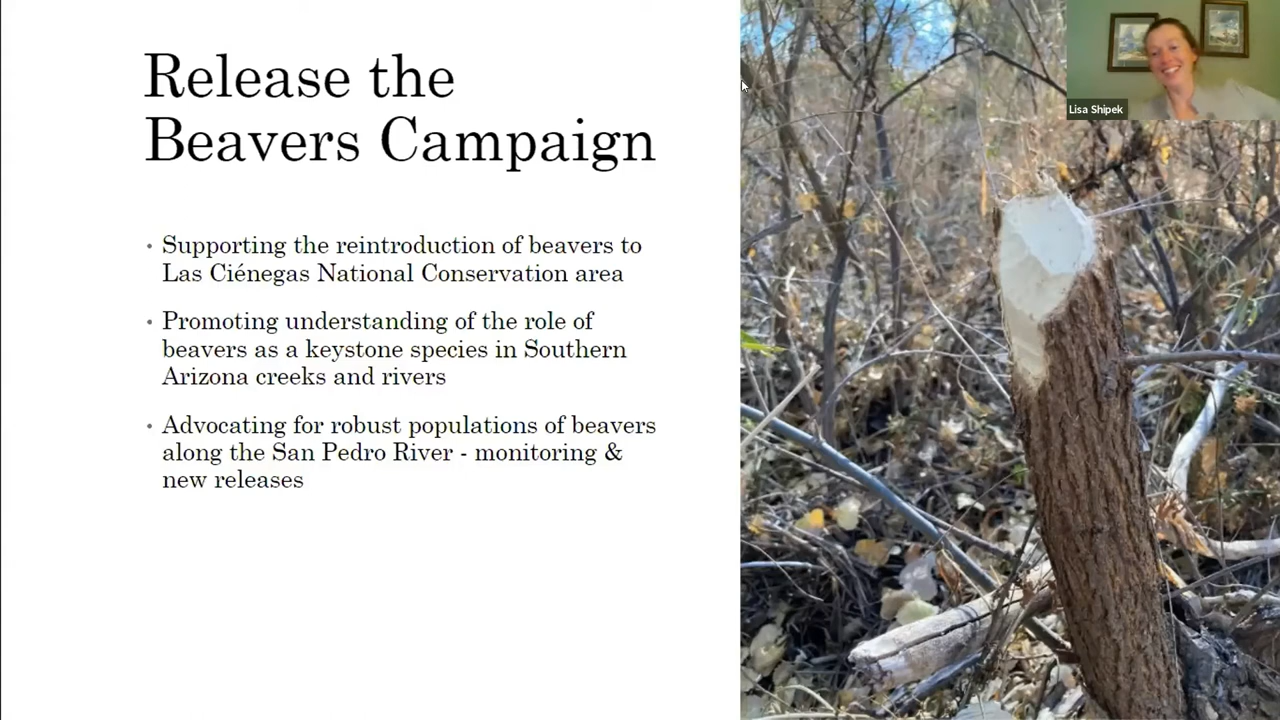 Release the
Beavers Campaign
• Supporting the reintroduction of beavers to
Las Ciénegas National Conservation area
• Promoting understanding of the role of
beavers as a keystone species in Southern
Arizona creeks and rivers
• Advocating for robust populations of beavers
along the San Pedro River - monitoring &
new releases
Lisa Shipek